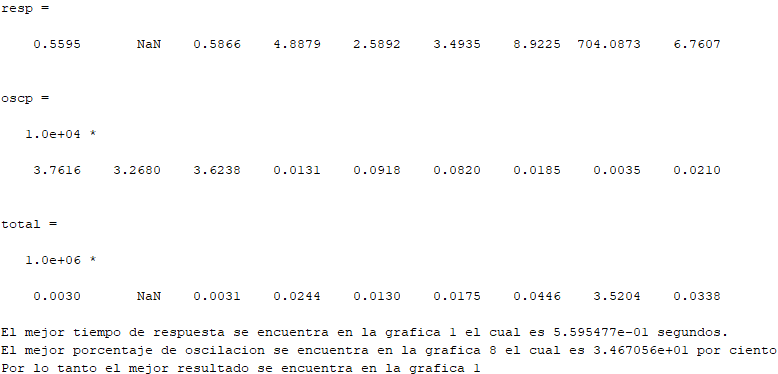 resp =
0.5595 NaN 0.5866 4.8879 2.5892 3.4935 8.9225 704.0873 6.7607
oscp =
1.0e+04 *
3.7616 3.2680 3.6238 0.0131 0.0918 0.0820 0.0185 0.0035 0.0210
total =
1.0e+06 *
0.0030 NaN 0.0031 0.0244 0.0130 0.0175 0.0446 3.5204 0.0338
El mejor tiempo de respuesta se encuentra en la grafica 1 el cual es 5.595477e-01 segundos.
El mejor porcentaje de oscilacion se encuentra en la grafica 8 el cual es 3.467056e+01 por ciento
Por lo tanto el mejor resultado se encuentra en la grafica 1